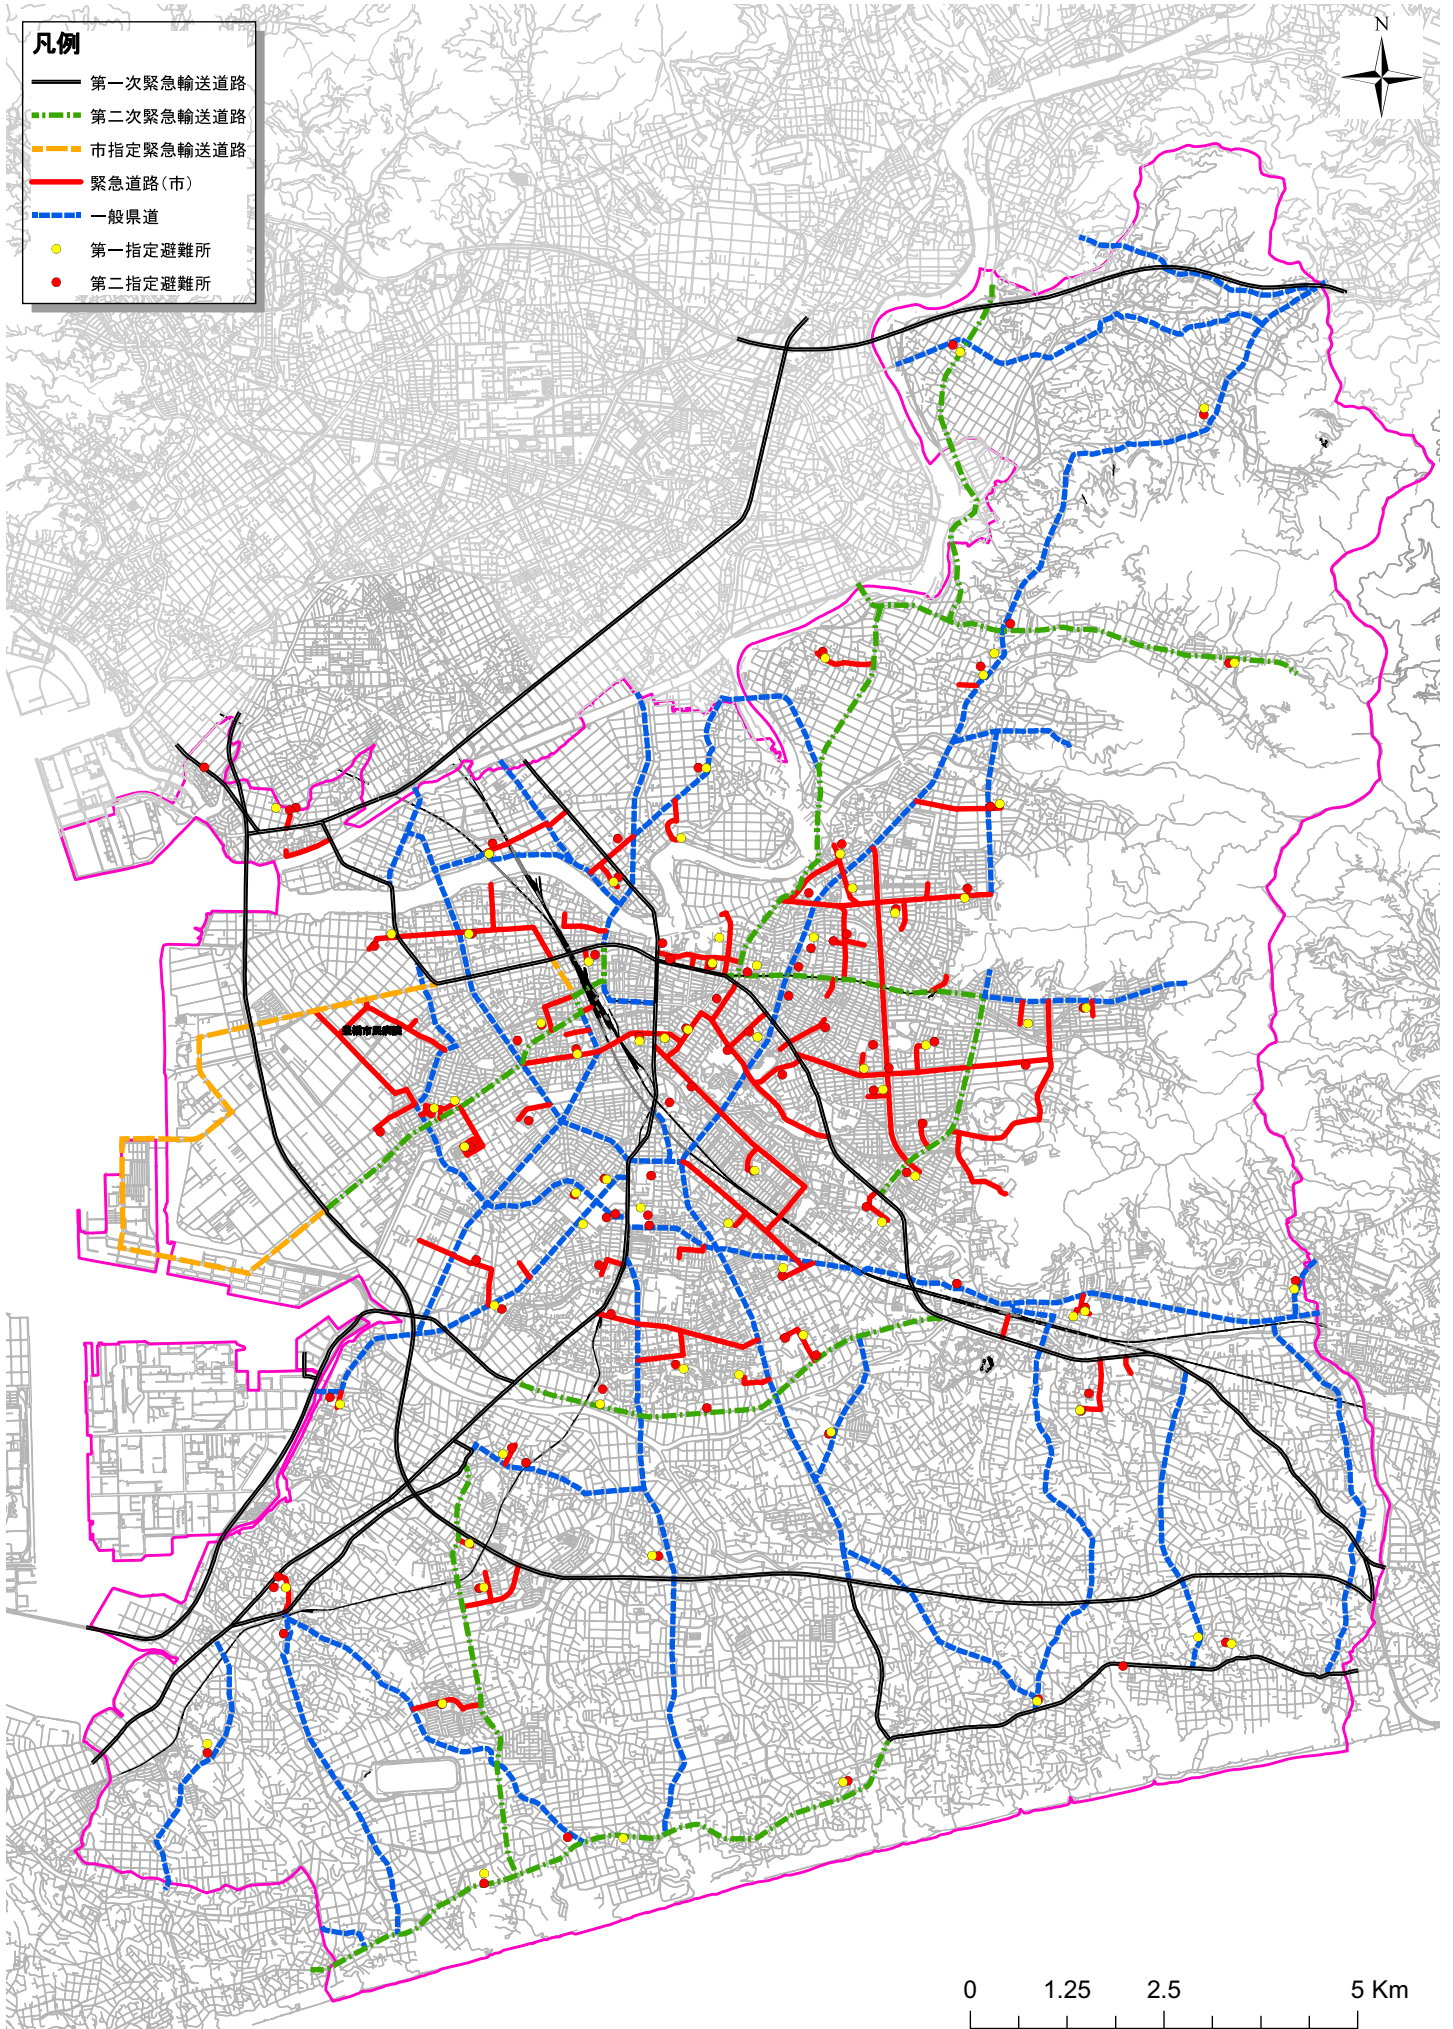 凡例
第一次緊急輸送道路
第二次緊急輸送道路
市指定緊急輸送道路
緊急道路(市)
一般県道
第一指定避難所
第二指定避難所
N
0 1.25 2.5 5 Km